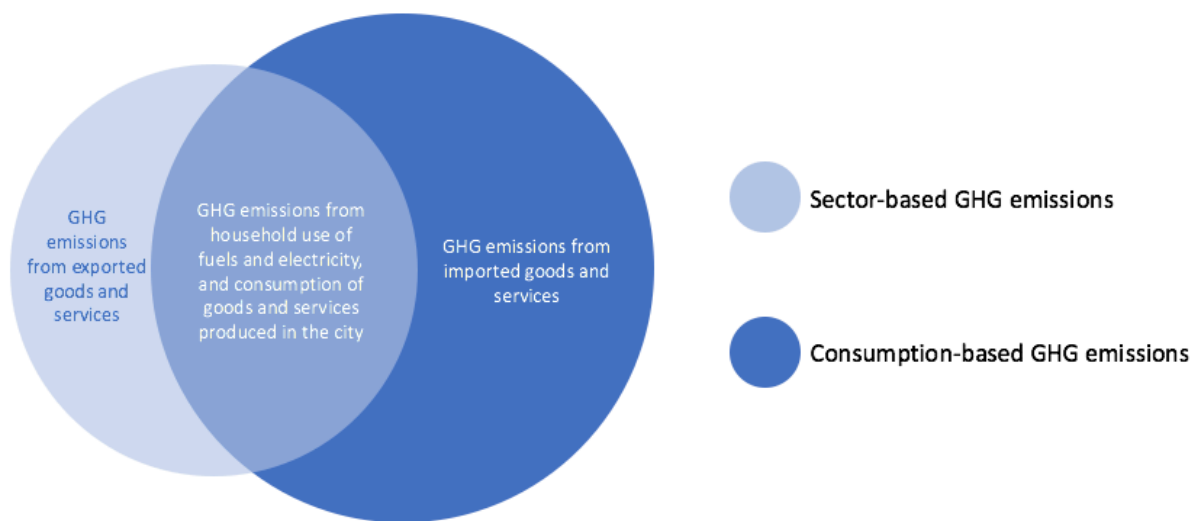 GHG
emissions
from exported
goods and
services
GHG emissions from
household use of
fuels and electricity,
and consumption of
goods and services
produced in the city
GHG emissions from
imported goods and
services
Sector-based GHG emissions
Consumption-based GHG emissions